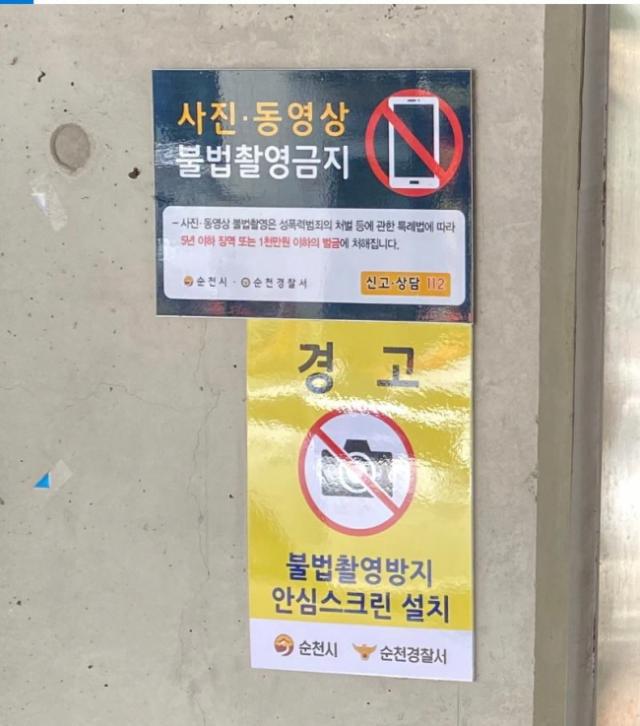 사진·동영상
불법촬영금지
- 사진·동영상 불법촬영은 성폭력범죄의 처벌 등에 관한 특례법에 따라
5년 이하 징역 또는 1천만원 이하의 벌금에 처해집니다.
순천시 · 순천경찰서
신고·상담 112
경 고
불법촬영방지
안심스크린 설치
순천시 순천경찰서